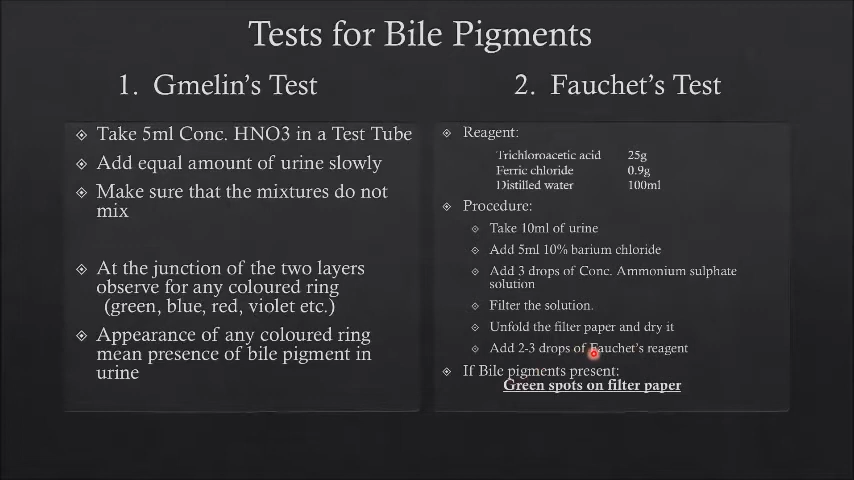 Tests for Bile Pigments
1. Gmelin's Test
Take 5ml Conc. HNO3 in a Test Tube
Add equal amount of urine slowly
Make sure that the mixtures do not
mix
At the junction of the two layers
observe for any coloured ring
(green, blue, red, violet etc.)
Appearance of any coloured ring
mean presence of bile pigment in
urine
2. Fauchet's Test
Reagent:
Trichloroacetic acid 25g
Ferric chloride 0.9g
Distilled water 100ml
Procedure:
Take 10ml of urine
Add 5ml 10% barium chloride
Add 3 drops of Conc. Ammonium sulphate
solution
Filter the solution.
Unfold the filter paper and dry it
Add 2-3 drops of Fauchet's reagent
If Bile pigments present:
Green spots on filter paper